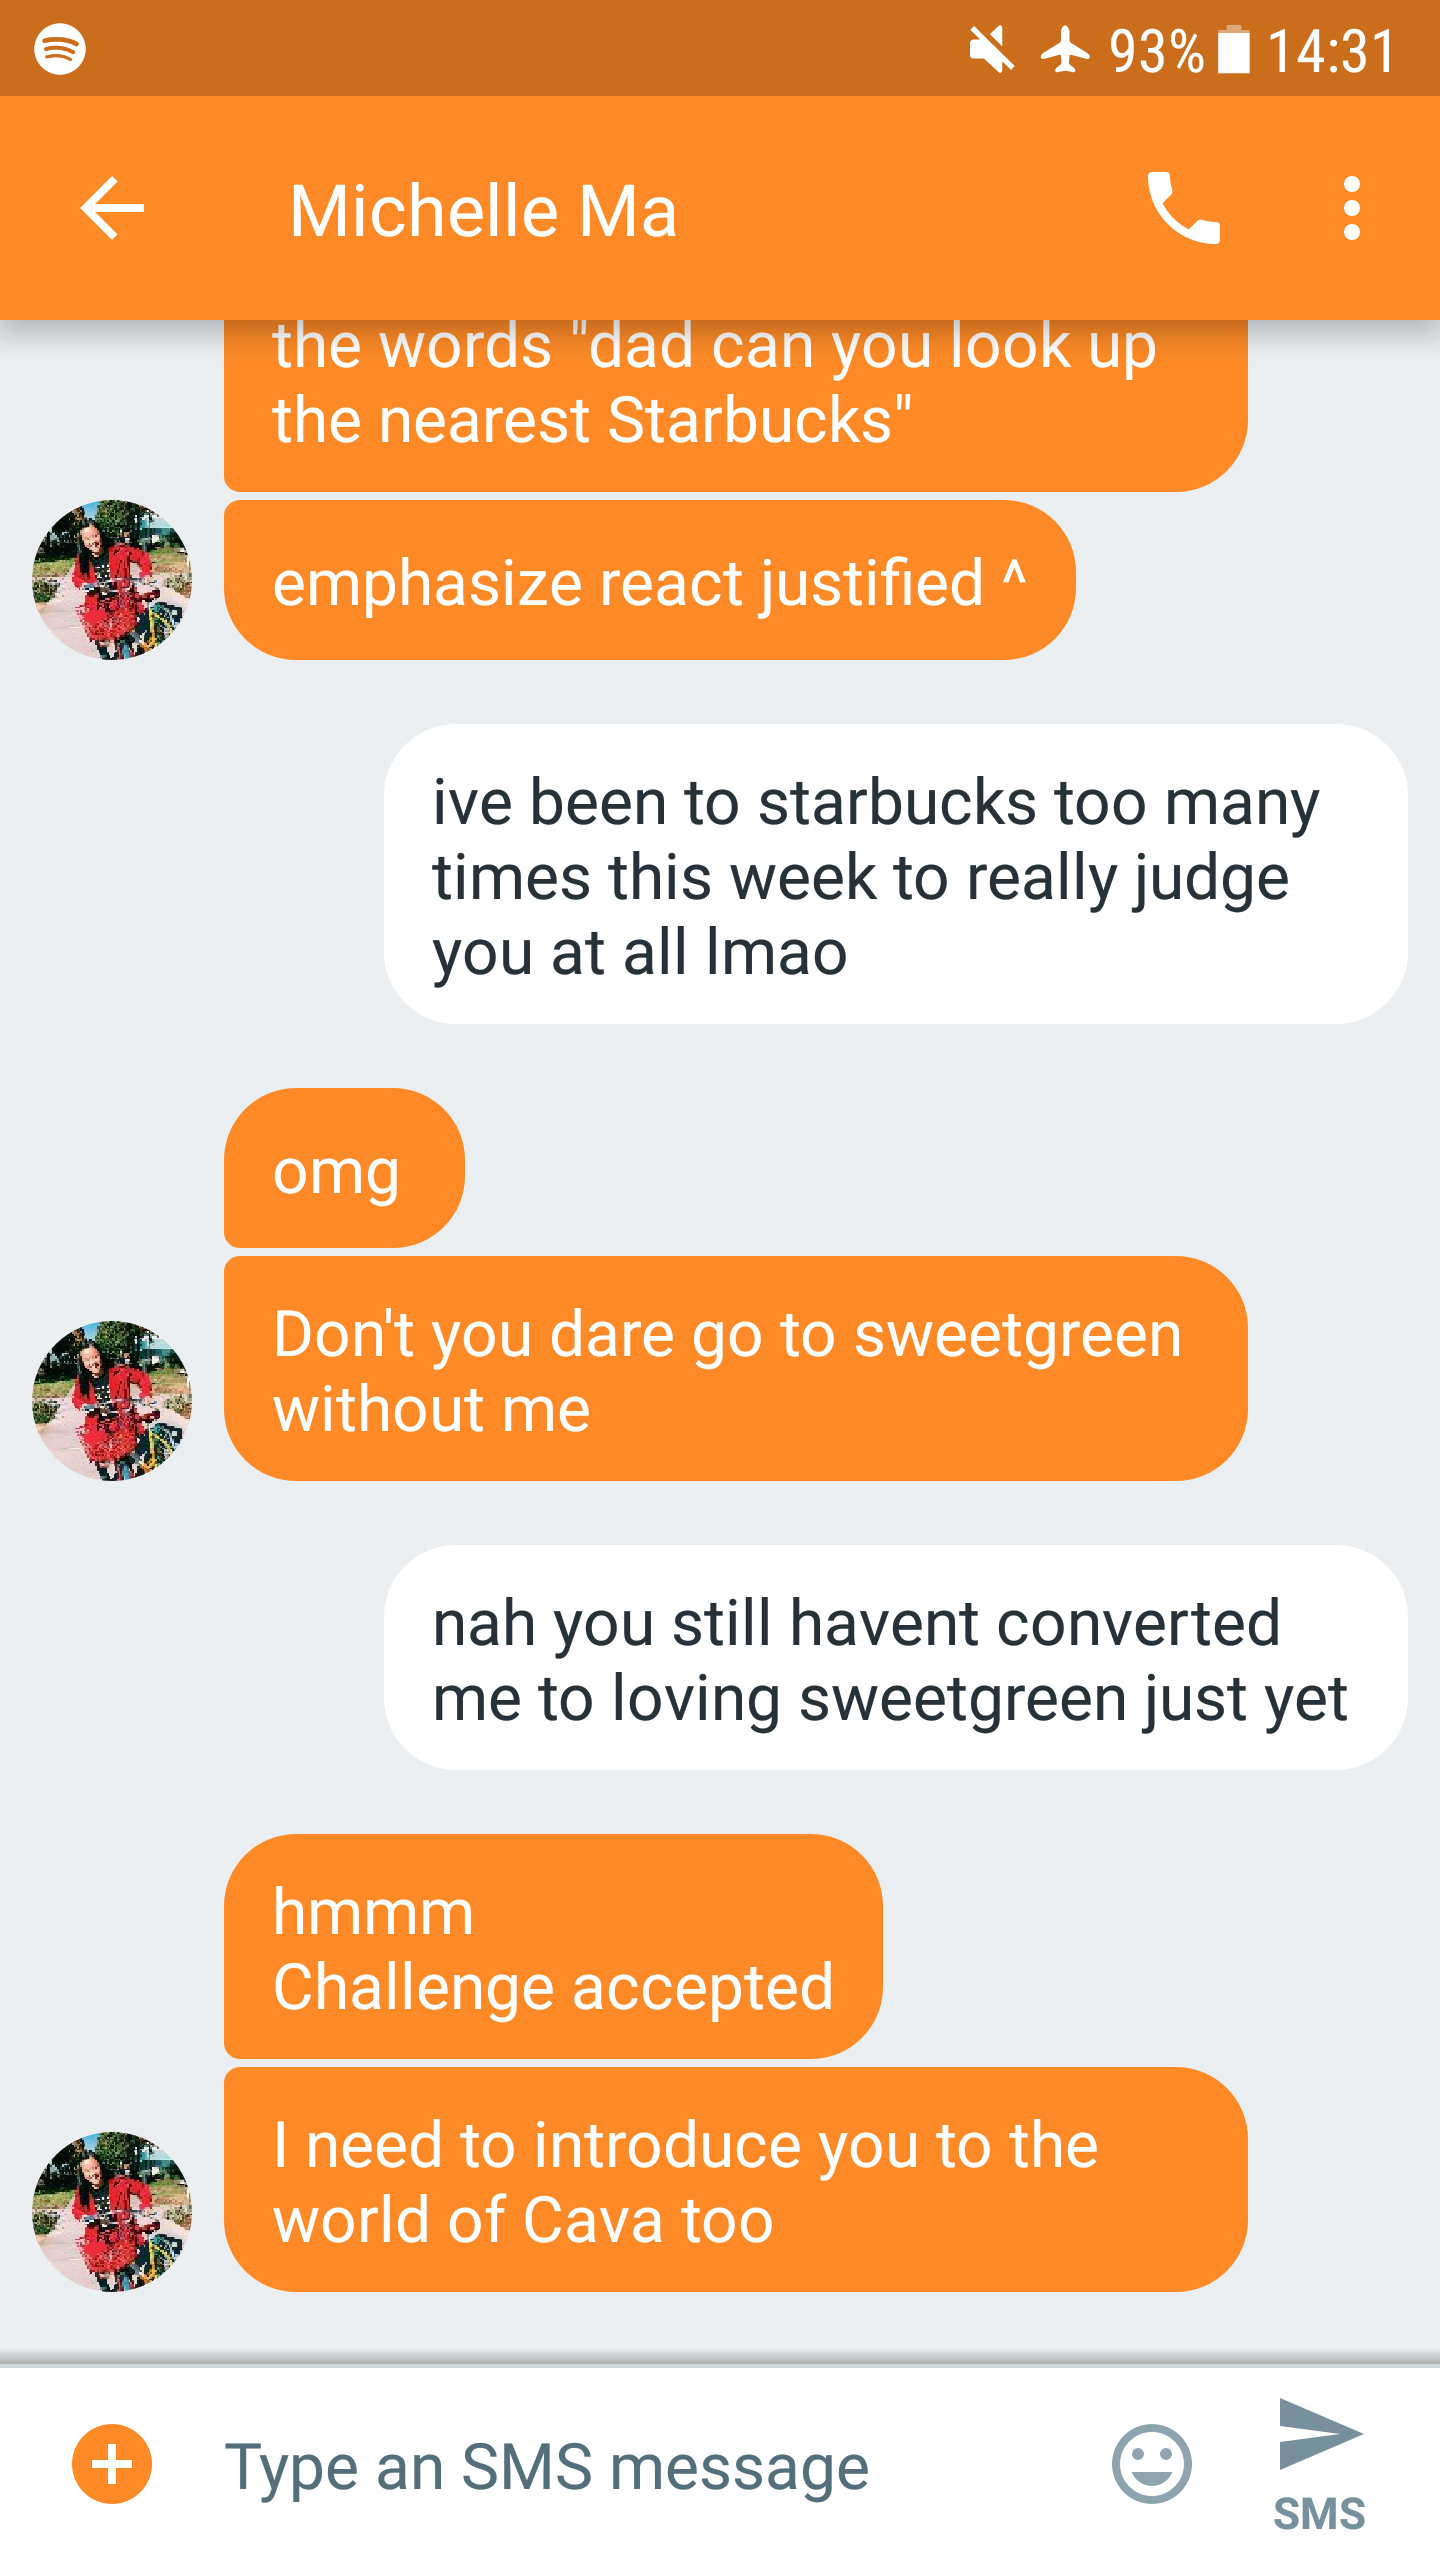 93% 14:31
Michelle Ma
the words "dad can you look up
the nearest Starbucks"
emphasize react justified ^
ive been to starbucks too many
times this week to really judge
you at all lmao
omg
Don't you dare go to sweetgreen
without me
nah you still havent converted
me to loving sweetgreen just yet
hmmm
Challenge accepted
I need to introduce you to the
world of Cava too
Type an SMS message
SMS